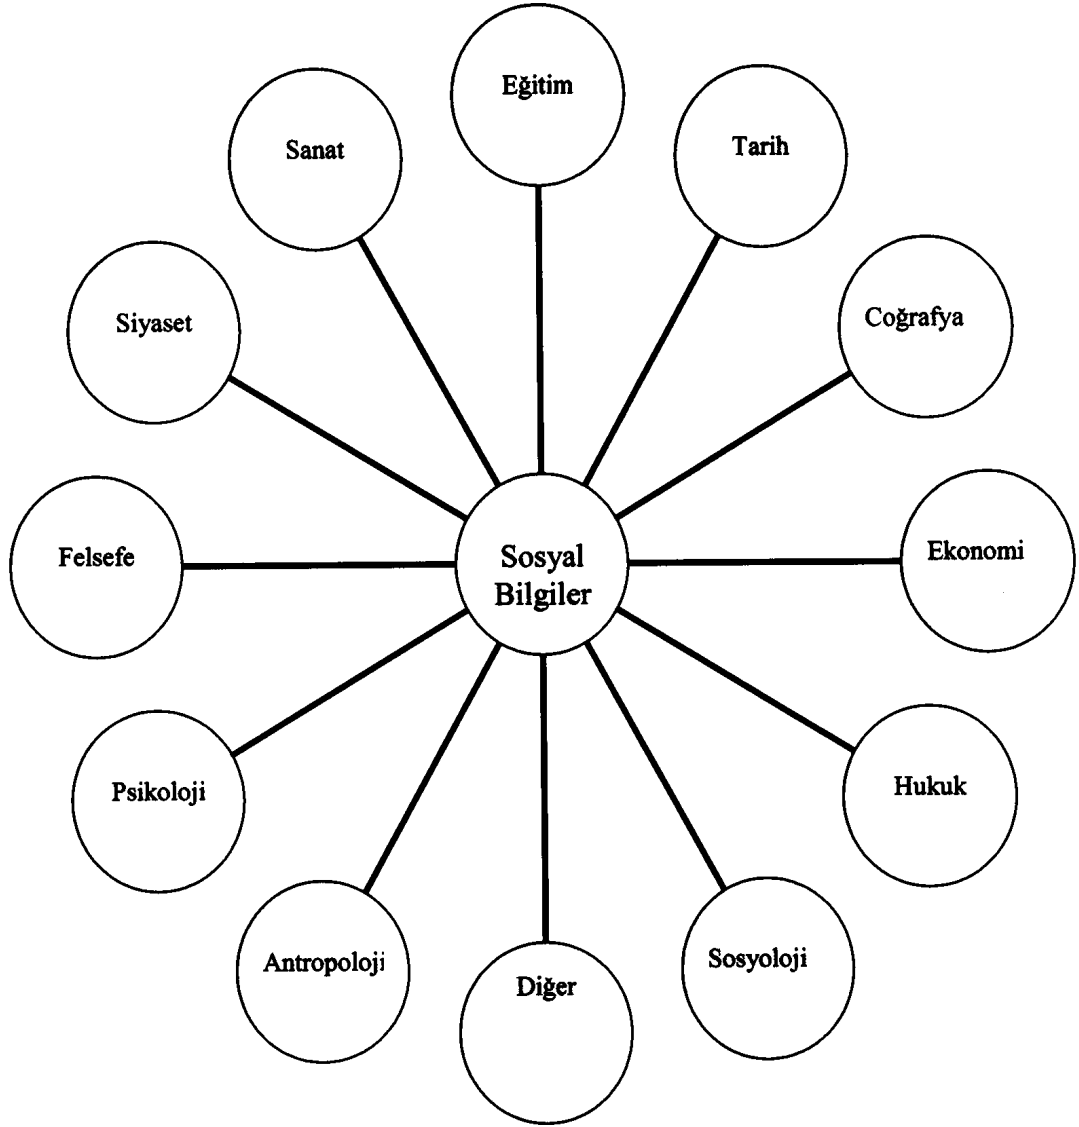 Eğitim
Sanat
Tarih
Siyaset
Coğrafya
Felsefe
Sosyal
Bilgiler
Ekonomi
Psikoloji
Hukuk
Antropoloji
Diğer
Sosyoloji